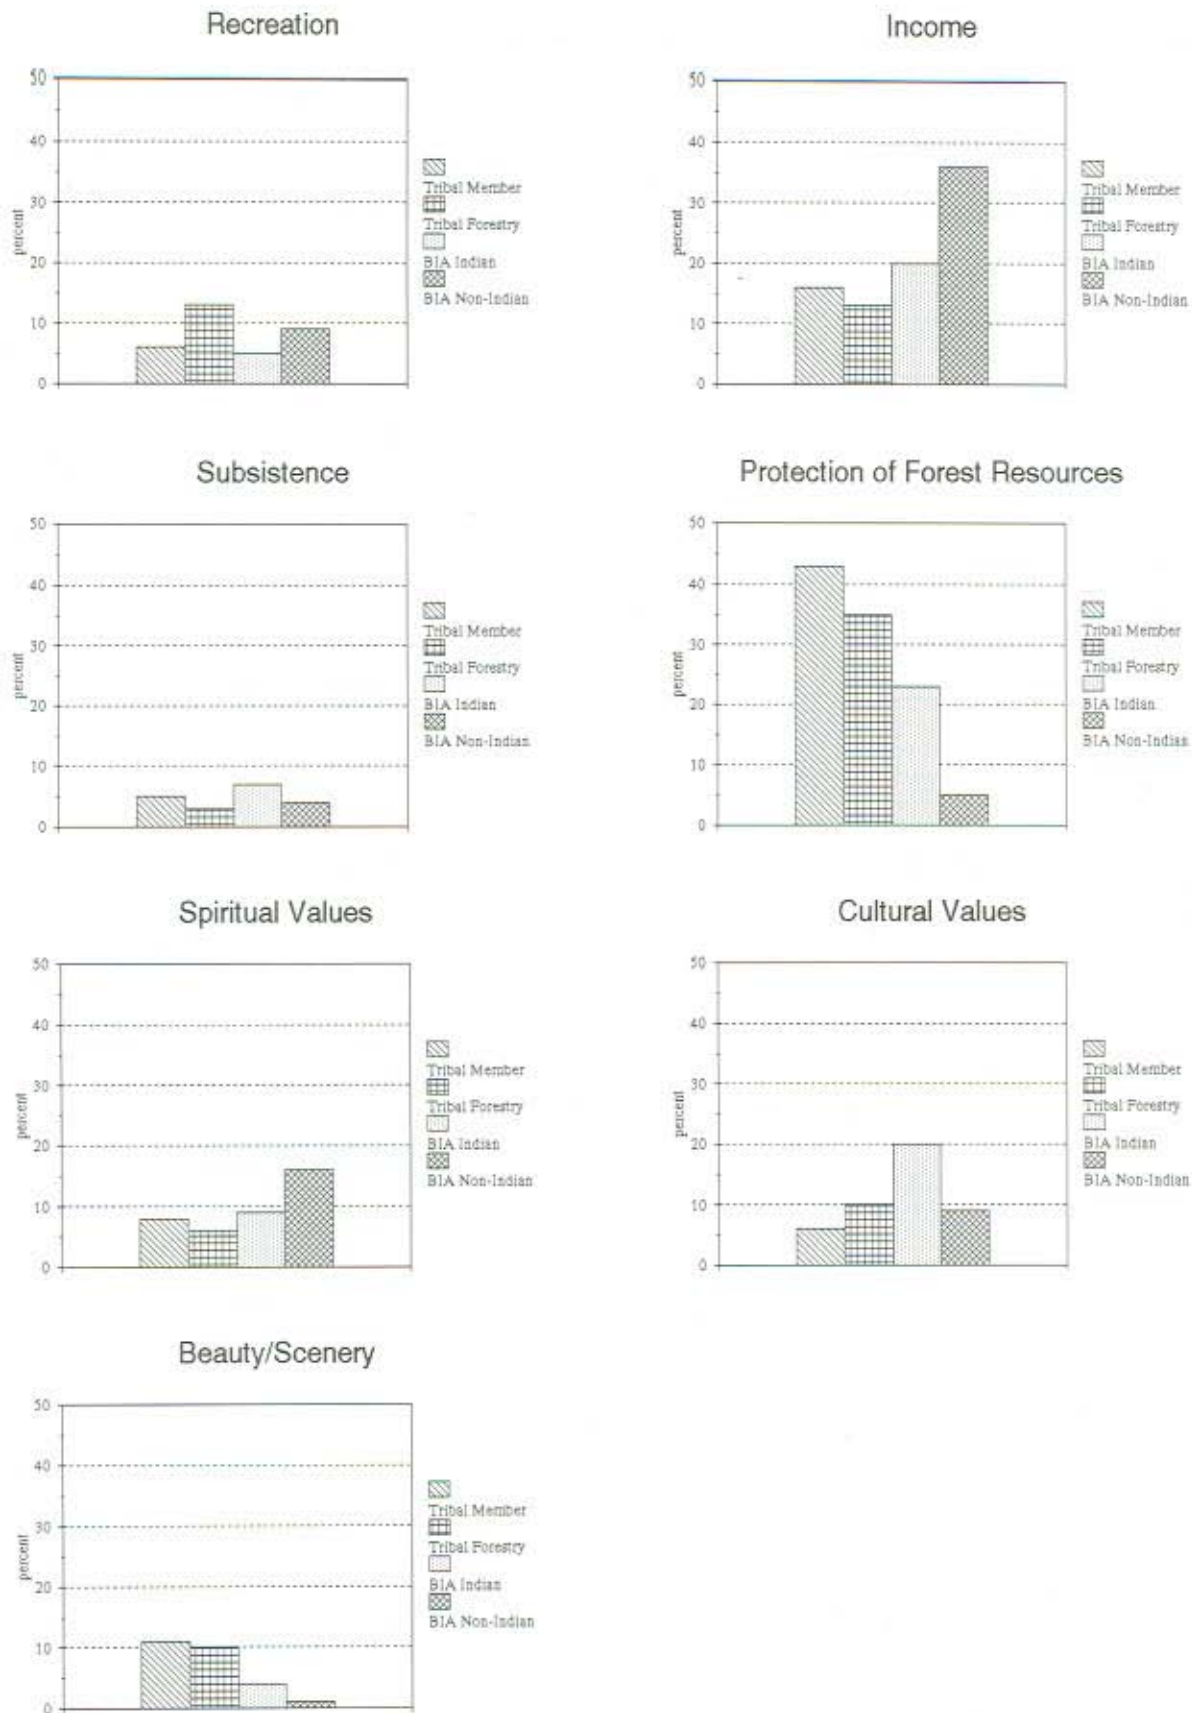 Recreation
50
40
30
20
10
0
percent
Tribal Member
Tribal Forestry
BIA Indian
BIA Non-Indian
Income
50
40
30
20
10
0
percent
Tribal Member
Tribal Forestry
BIA Indian
BIA Non-Indian
Subsistence
50
40
30
20
10
0
percent
Tribal Member
Tribal Forestry
BIA Indian
BIA Non-Indian
Protection of Forest Resources
50
40
30
20
10
0
percent
Tribal Member
Tribal Forestry
BIA Indian
BIA Non-Indian
Spiritual Values
50
40
30
20
10
0
percent
Tribal Member
Tribal Forestry
BIA Indian
BIA Non-Indian
Cultural Values
50
40
30
20
10
0
percent
Tribal Member
Tribal Forestry
BIA Indian
BIA Non-Indian
Beauty/Scenery
50
40
30
20
10
0
percent
Tribal Member
Tribal Forestry
BIA Indian
BIA Non-Indian